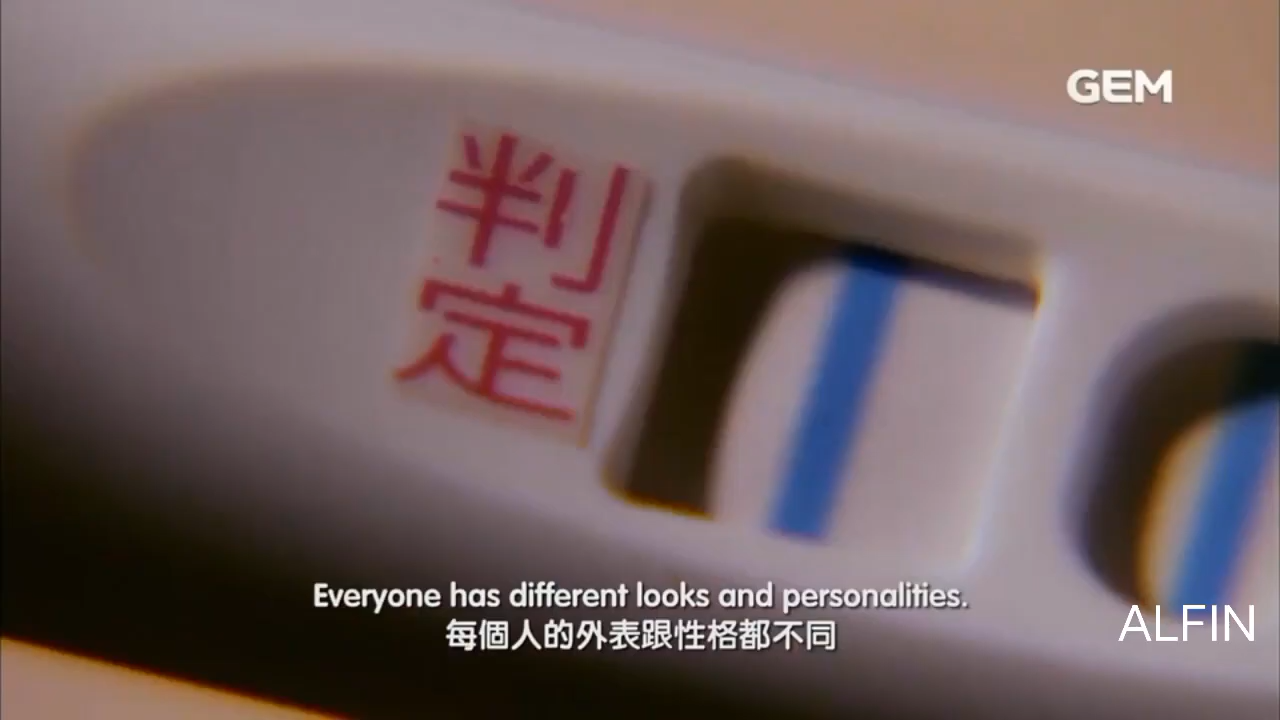 GEM
判定
Everyone has different looks and personalities.
每個人的外表跟性格都不同
ALFIN